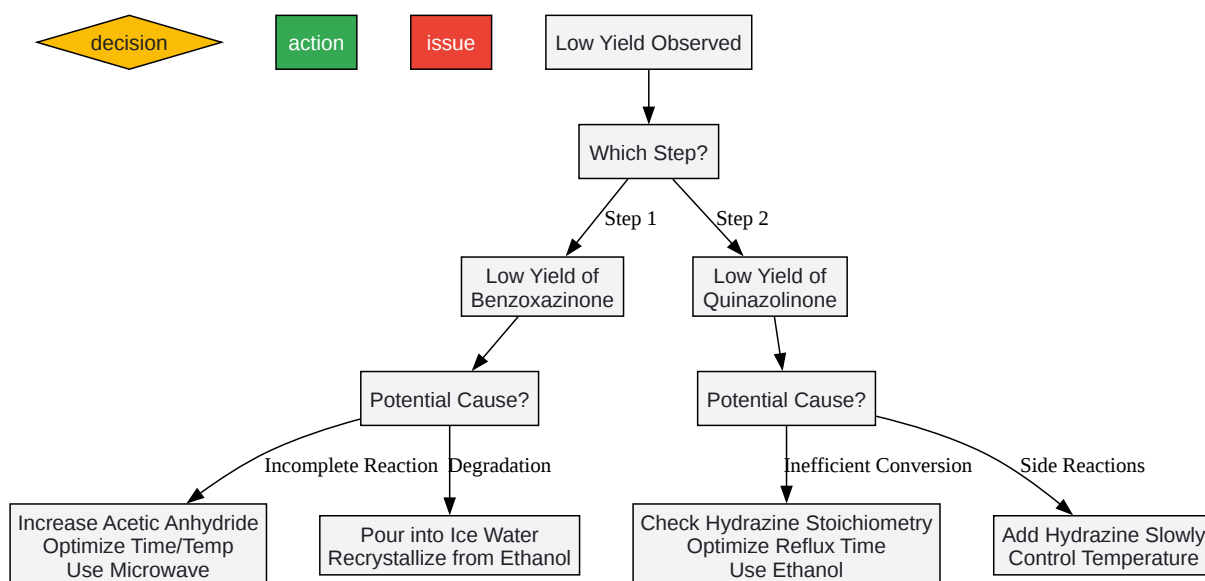 decision
action
issue
Low Yield Observed
Which Step?
Step 1
Step 2
Low Yield of
Benzoxazinone
Low Yield of
Quinazolinone
Potential Cause?
Potential Cause?
Incomplete Reaction
Degradation
Inefficient Conversion
Side Reactions
Increase Acetic Anhydride
Optimize Time/Temp
Use Microwave
Pour into Ice Water
Recrystallize from Ethanol
Check Hydrazine Stoichiometry
Optimize Reflux Time
Use Ethanol
Add Hydrazine Slowly
Control Temperature